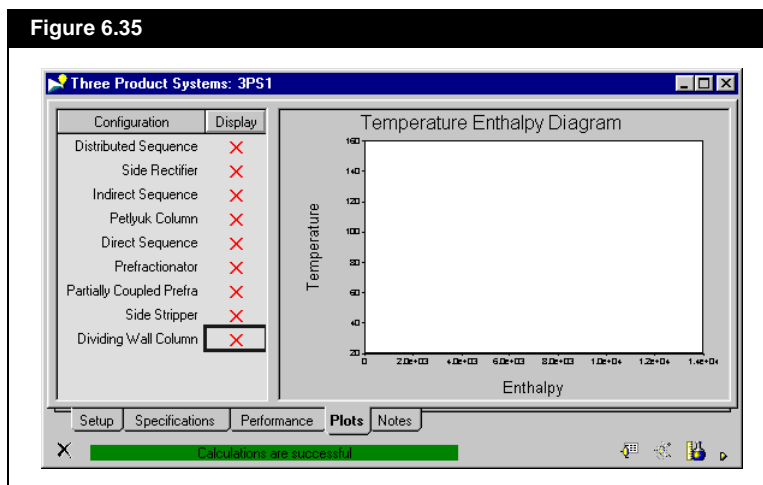 Figure 6.35
Three Product Systems: 3PS1
Configuration Display
Distributed Sequence
Side Rectifier
Indirect Sequence
Petlyuk Column
Direct Sequence
Prefractionator
Partially Coupled Prefra
Side Stripper
Dividing Wall Column
Temperature Enthalpy Diagram
Temperature
160
140
120
100
80
60
40
20
0 2.0e+03 4.0e+03 6.0e+03 8.0e+03 1.0e+04 1.2e+04 1.4e+04
Enthalpy
Setup Specifications Performance Plots Notes
Calculations are successful